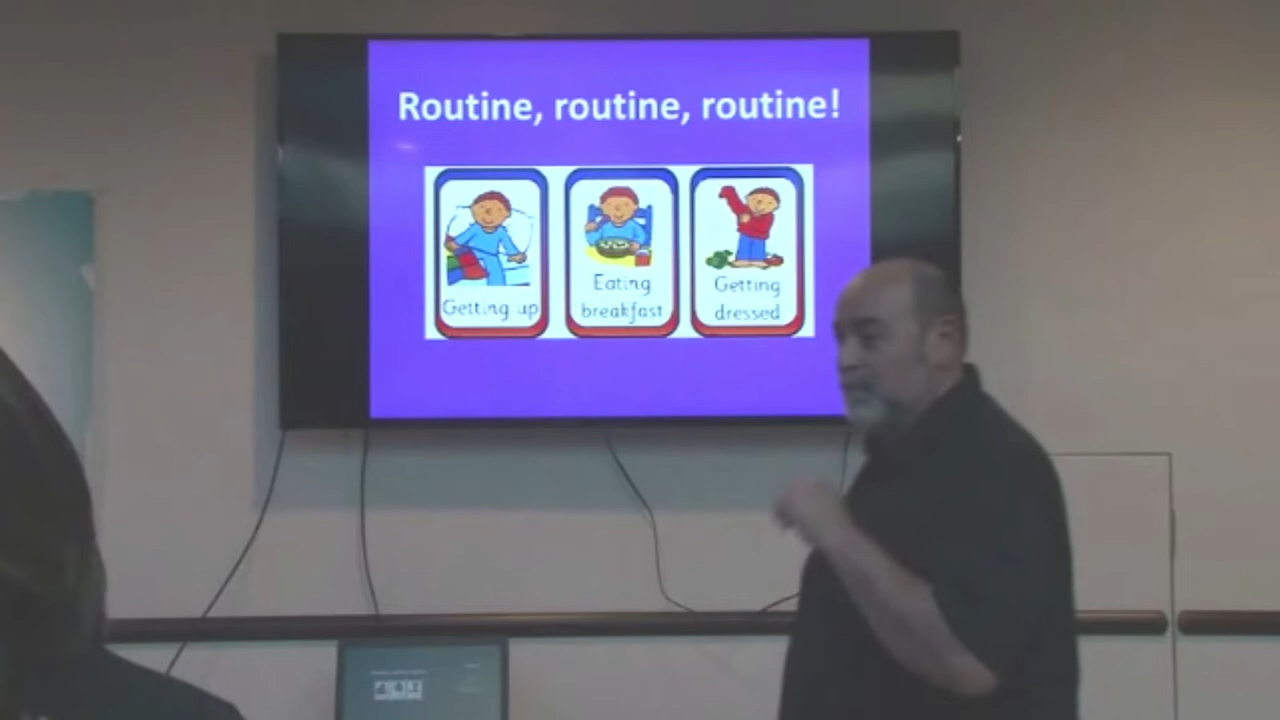 Routine, routine, routine!
Getting up
Eating
breakfast
Getting
dressed